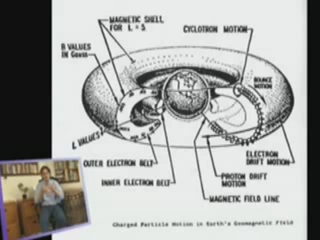 MAGNETIC SHELL
FOR L = 3.
CYCLOTRON MOTION
B VALUES
IN Gauss
BOUNCE
MOTION
L VALUES
OUTER ELECTRON BELT
ELECTRON
DRIFT MOTION
INNER ELECTRON BELT
PROTON DRIFT
MOTION
MAGNETIC FIELD LINE
Charged Particle Motion in Earth's Geomagnetic Field